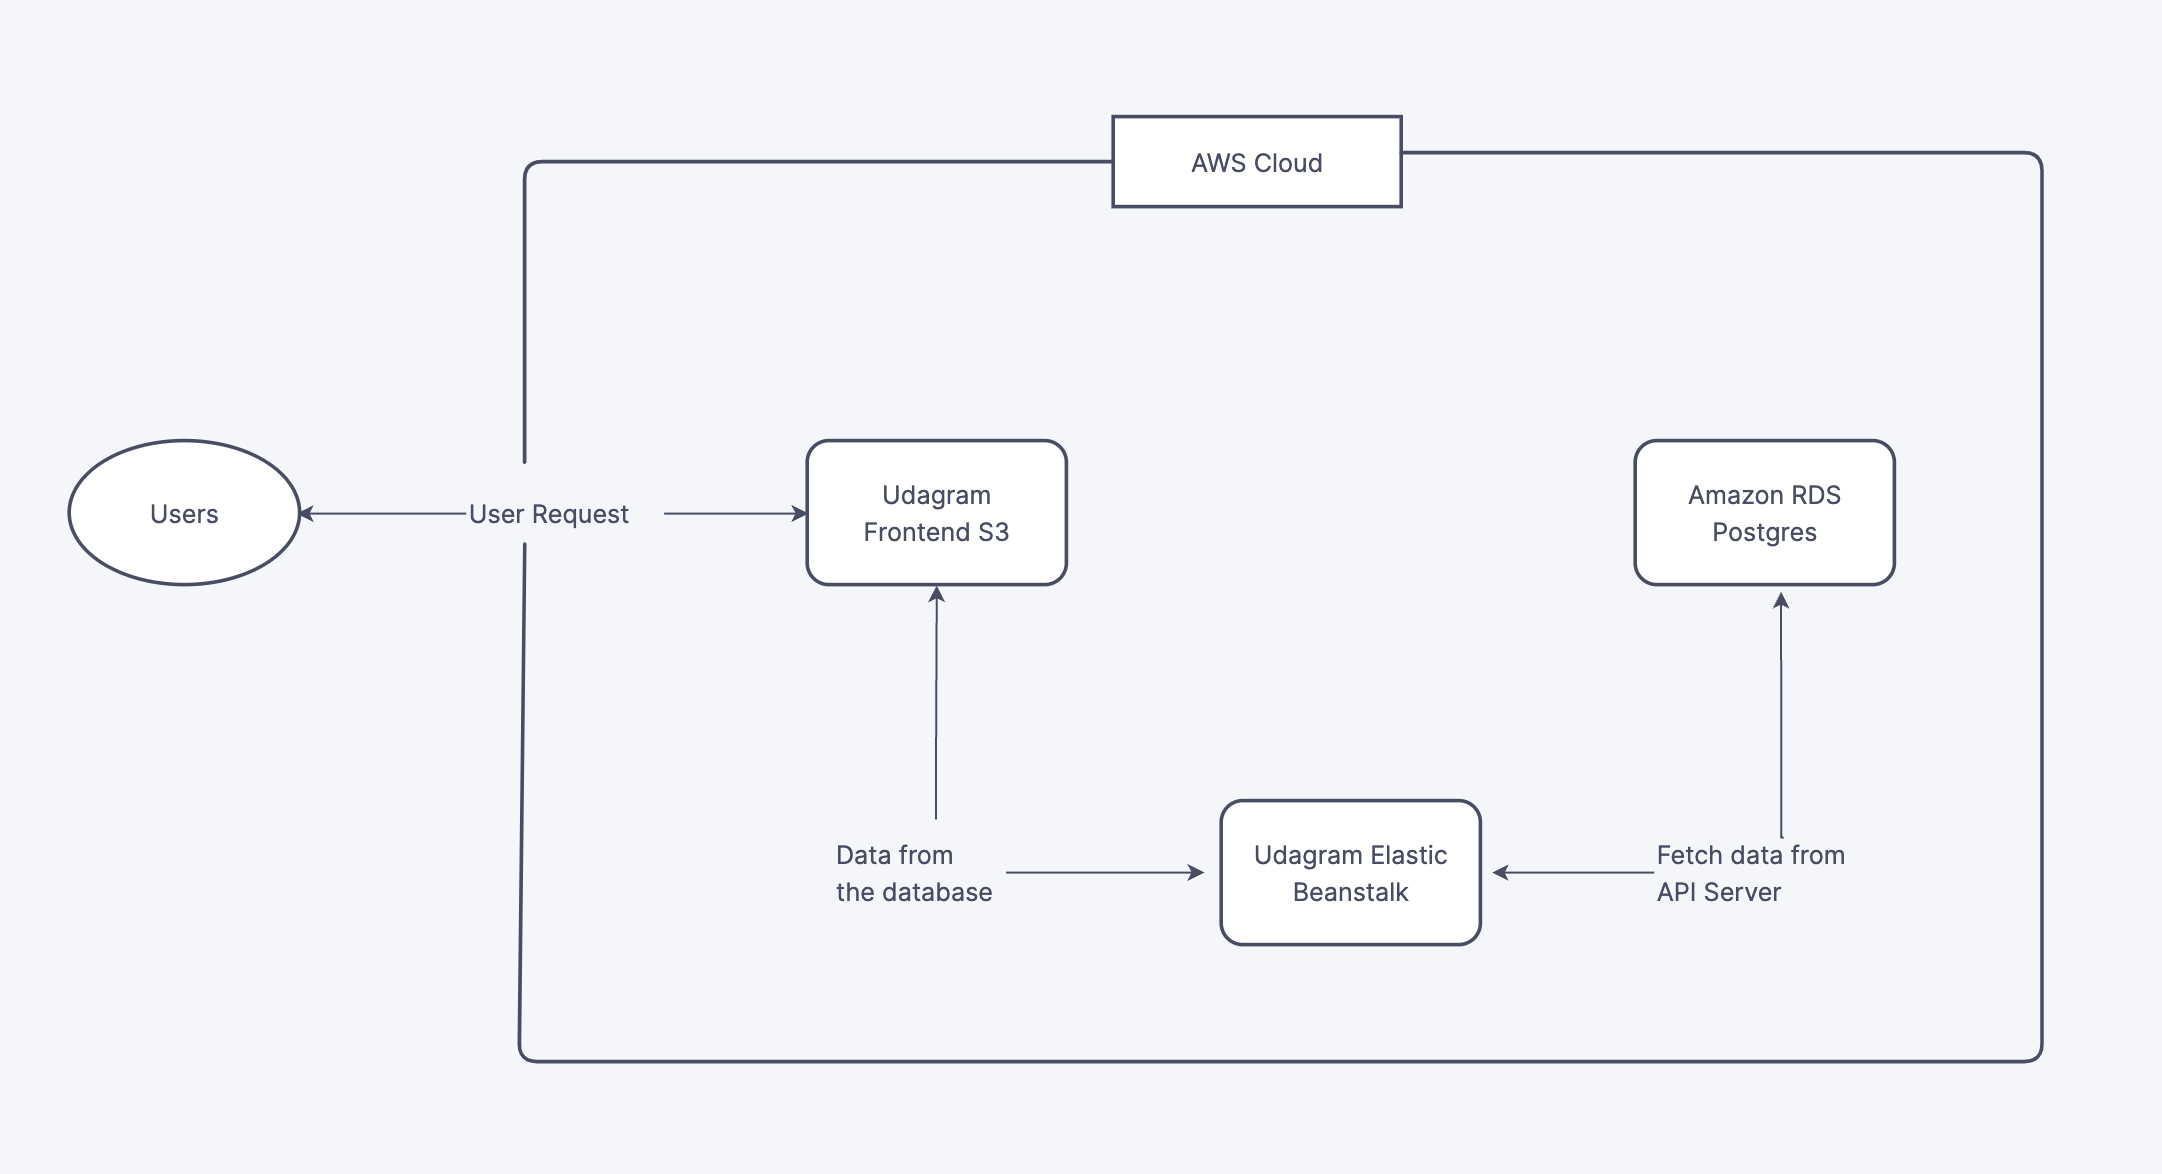 AWS Cloud
Users
User Request
Udagram
Frontend S3
Amazon RDS
Postgres
Data from
the database
Udagram Elastic
Beanstalk
Fetch data from
API Server